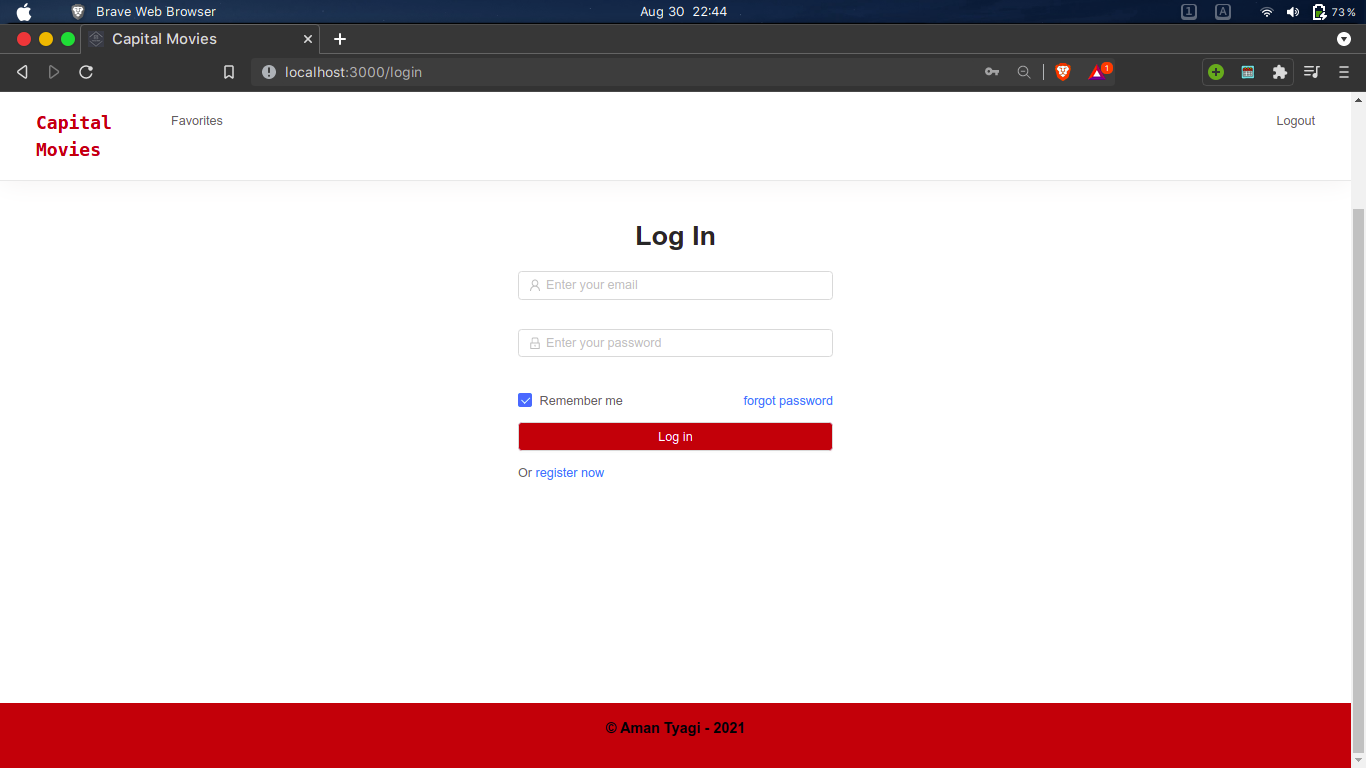 Brave Web Browser
Aug 30 22:44
1
A
73%
Capital Movies
localhost:3000/login
1
Capital
Movies
Favorites
Logout
Log In
Enter your email
Enter your password
Remember me
forgot password
Log in
Or register now
© Aman Tyagi - 2021